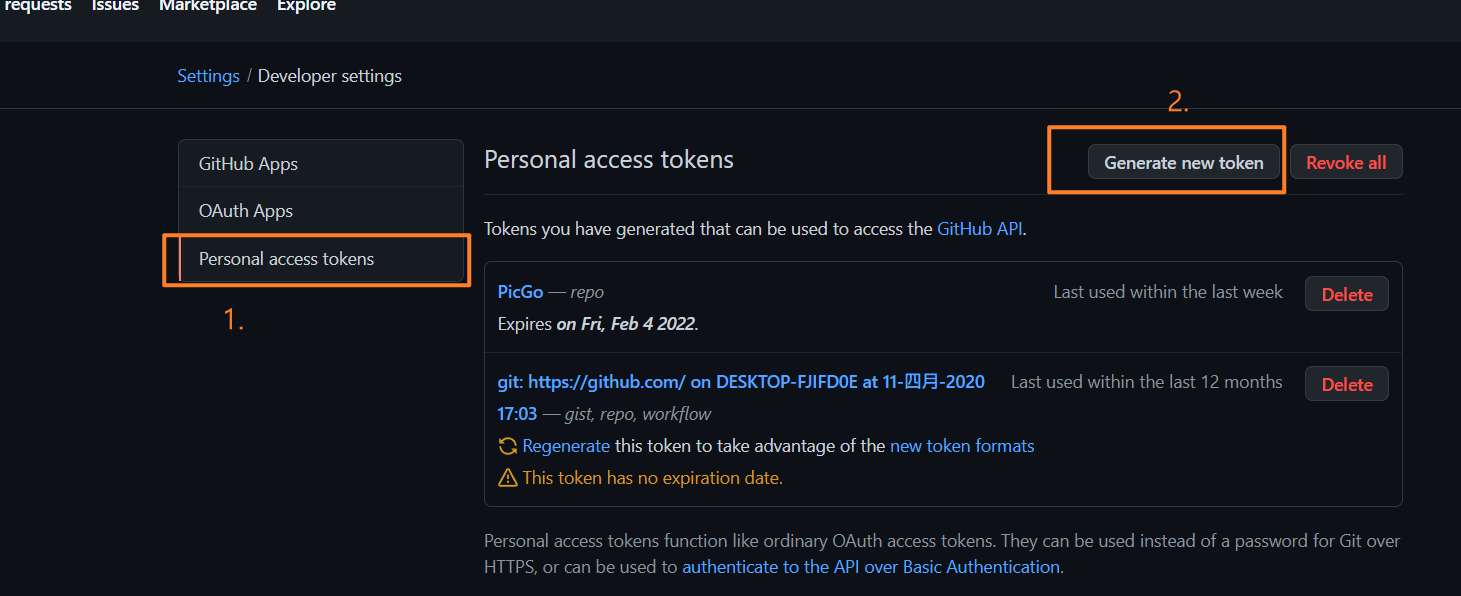 requests Issues Marketplace Explore
Settings / Developer settings
2.
GitHub Apps
OAuth Apps
Personal access tokens
1.
Personal access tokens
Generate new token
Revoke all
Tokens you have generated that can be used to access the GitHub API.
PicGo — repo
Last used within the last week
Delete
Expires on Fri, Feb 4 2022.
git: https://github.com/ on DESKTOP-FJIFD0E at 11-四月-2020
Last used within the last 12 months
Delete
17:03 — gist, repo, workflow
Regenerate this token to take advantage of the new token formats
This token has no expiration date.
Personal access tokens function like ordinary OAuth access tokens. They can be used instead of a password for Git over
HTTPS, or can be used to authenticate to the API over Basic Authentication.